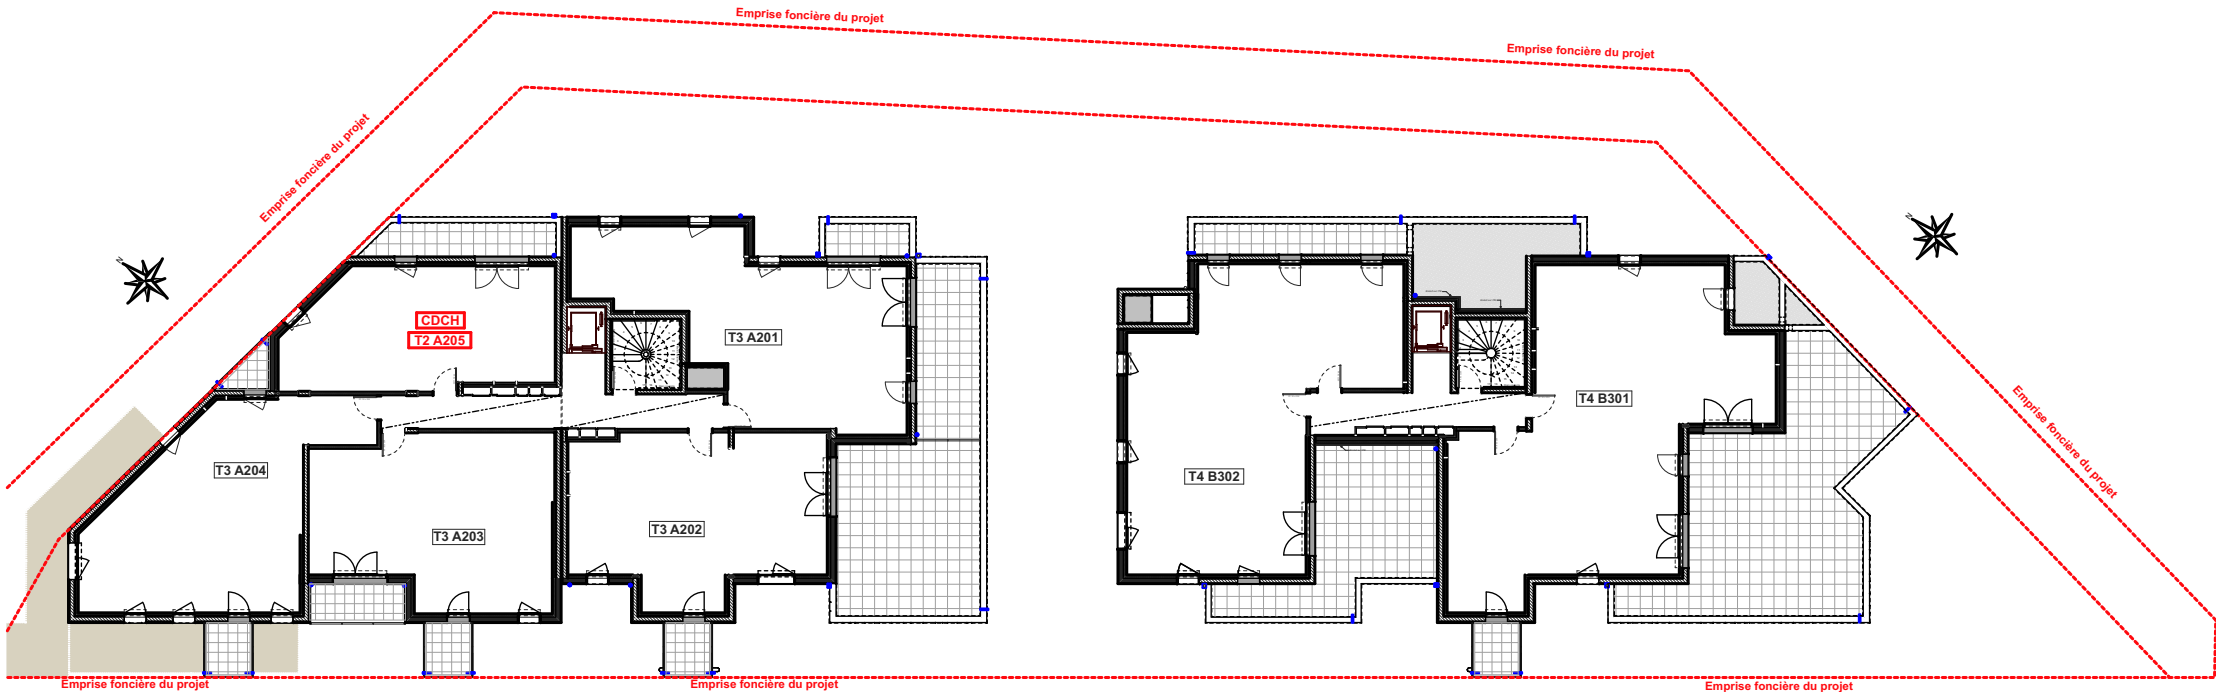 Emprise foncière du projet
Emprise foncière du projet
Emprise foncière du projet
N
N
CDCH
T2 A205
T3 A201
T4 B301
T3 A204
T4 B302
T3 A203
T3 A202
Emprise foncière du projet
Emprise foncière du projet
Emprise foncière du projet
Emprise foncière du projet